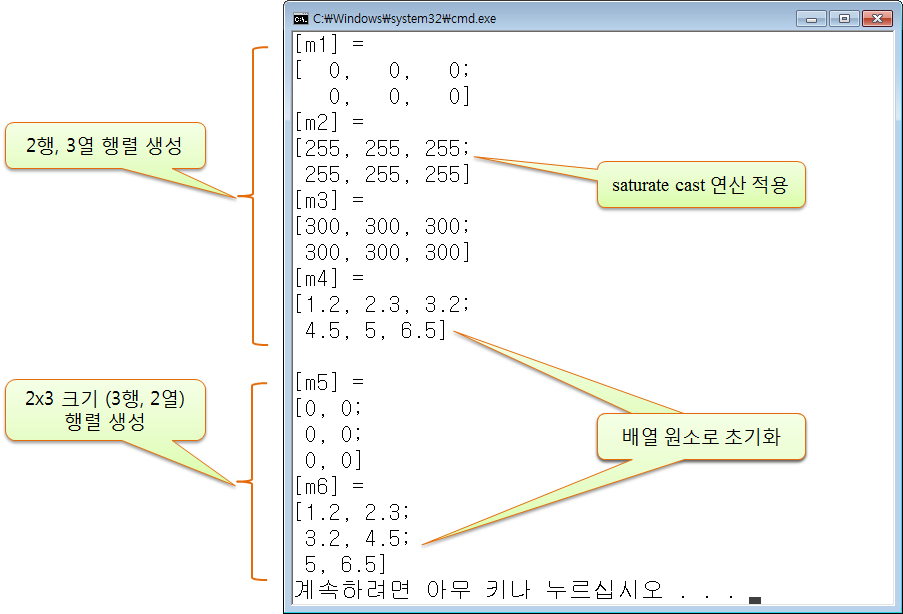 C:₩Windows₩system32₩cmd.exe
[m1] =
[  0,   0,   0;
   0,   0,   0]
[m2] =
[255, 255, 255;
 255, 255, 255]
[m3] =
[300, 300, 300;
 300, 300, 300]
[m4] =
[1.2, 2.3, 3.2;
 4.5, 5, 6.5]
[m5] =
[0, 0;
 0, 0;
 0, 0]
[m6] =
[1.2, 2.3;
 3.2, 4.5;
 5, 6.5]
계속하려면 아무 키나 누르십시오 . . .
2행, 3열 행렬 생성
saturate cast 연산 적용
2x3 크기 (3행, 2열)
행렬 생성
배열 원소로 초기화